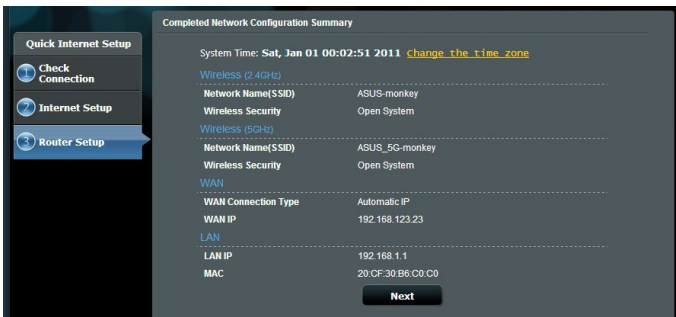 Completed Network Configuration Summary
Quick Internet Setup
1 Check Connection
2 Internet Setup
3 Router Setup
System Time: Sat, Jan 01 00:02:51 2011 Change the time zone
Wireless (2.4GHz)
Network Name(SSID) ASUS-monkey
Wireless Security Open System
Wireless (5GHz)
Network Name(SSID) ASUS_5G-monkey
Wireless Security Open System
WAN
WAN Connection Type Automatic IP
WAN IP 192.168.123.23
LAN
LAN IP 192.168.1.1
MAC 20:CF:30:B6:C0:C0
Next